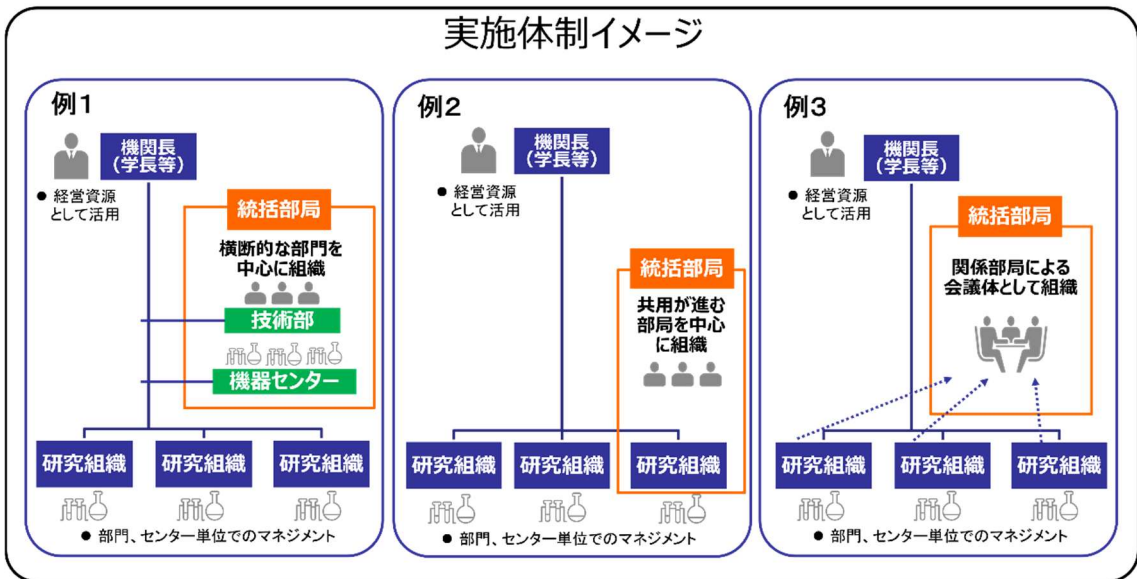 実施体制イメージ
例1
機関長
(学長等)
● 経営資源
として活用
統括部局
横断的な部門を
中心に組織
技術部
機器センター
研究組織
研究組織
研究組織
● 部門、センター単位でのマネジメント
例2
機関長
(学長等)
● 経営資源
として活用
統括部局
共用が進む
部局を中心
に組織
研究組織
研究組織
研究組織
● 部門、センター単位でのマネジメント
例3
機関長
(学長等)
● 経営資源
として活用
統括部局
関係部局による
会議体として組織
研究組織
研究組織
研究組織
● 部門、センター単位でのマネジメント